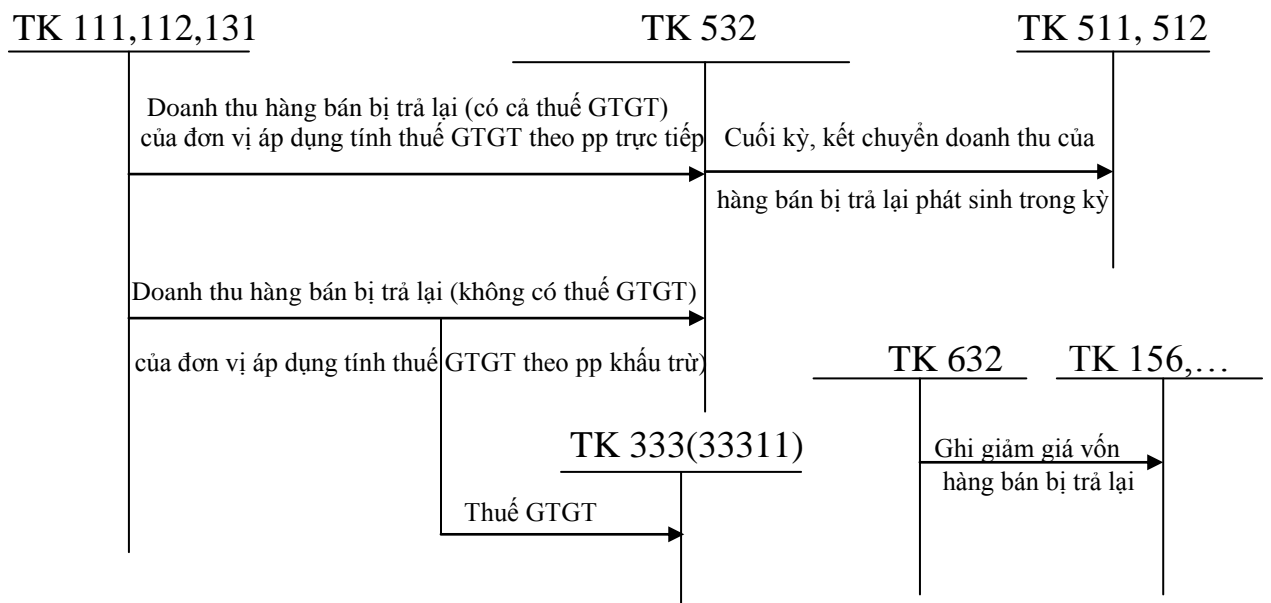 TK 111,112,131
TK 532
TK 511, 512
Doanh thu hàng bán bị trả lại (có cả thuế GTGT)
của đơn vị áp dụng tính thuế GTGT theo pp trực tiếp
Cuối kỳ, kết chuyển doanh thu của
hàng bán bị trả lại phát sinh trong kỳ
Doanh thu hàng bán bị trả lại (không có thuế GTGT)
của đơn vị áp dụng tính thuế GTGT theo pp khấu trừ)
TK 632
TK 156,…
TK 333(33311)
Ghi giảm giá vốn
hàng bán bị trả lại
Thuế GTGT